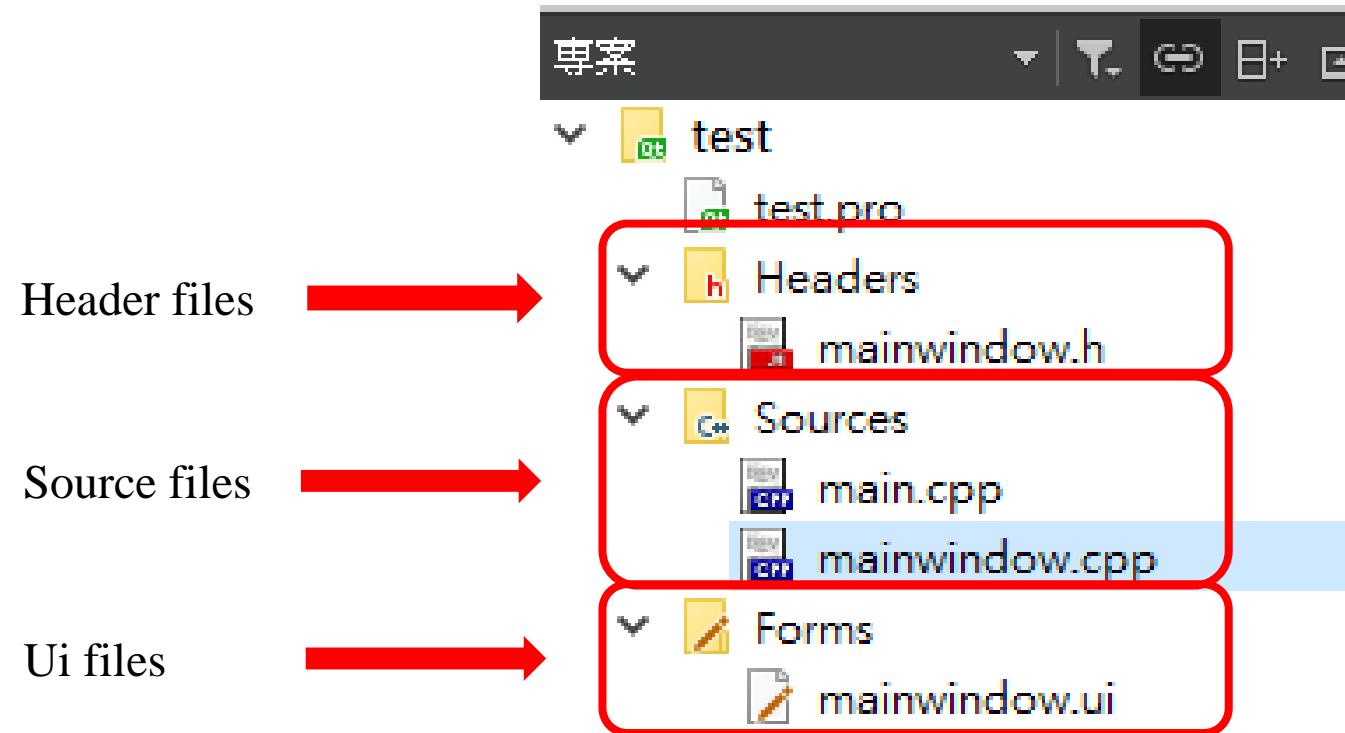 專案
test
test.pro
Header files
Headers
mainwindow.h
Source files
Sources
main.cpp
mainwindow.cpp
Ui files
Forms
mainwindow.ui